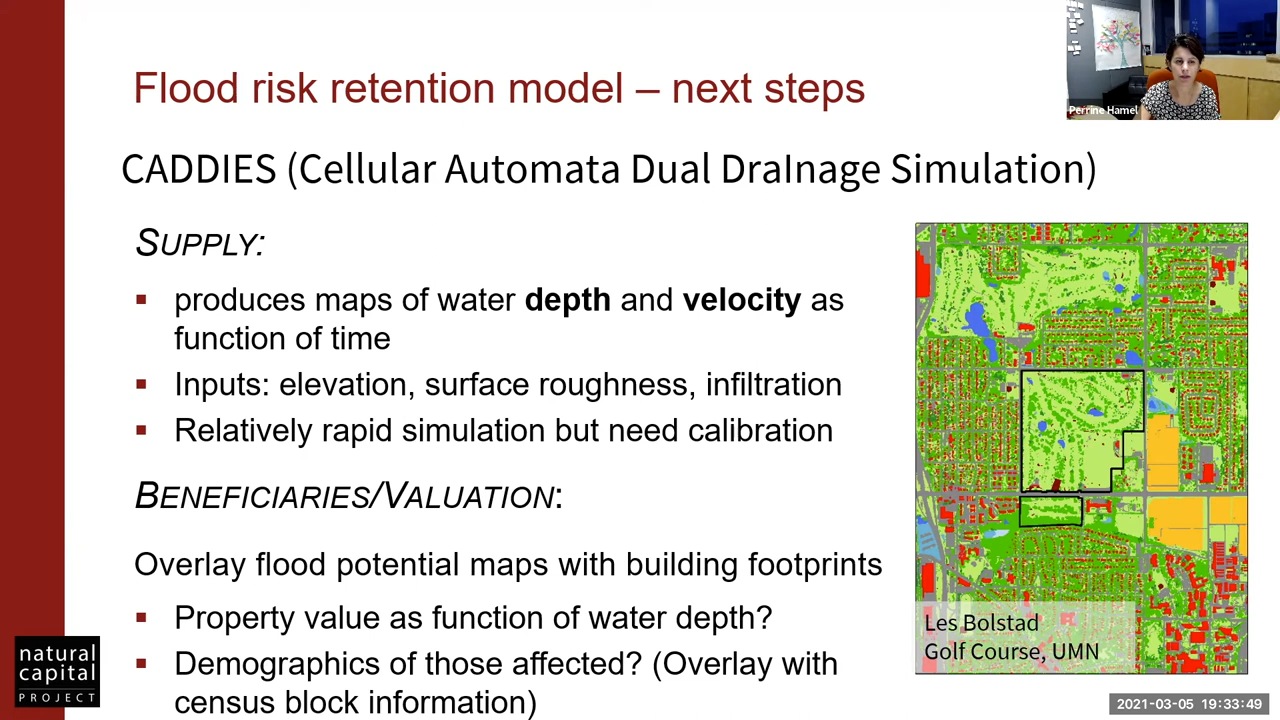 Flood risk retention model – next steps
Perrine Hamel
CADDIES (Cellular Automata Dual DraInage Simulation)
SUPPLY:
produces maps of water depth and velocity as
function of time
Inputs: elevation, surface roughness, infiltration
Relatively rapid simulation but need calibration
BENEFICIARIES/VALUATION:
Overlay flood potential maps with building footprints
Property value as function of water depth?
Demographics of those affected? (Overlay with
census block information)
Les Bolstad
Golf Course, UMN
natural
capital
PROJECT
2021-03-05 19:33:49